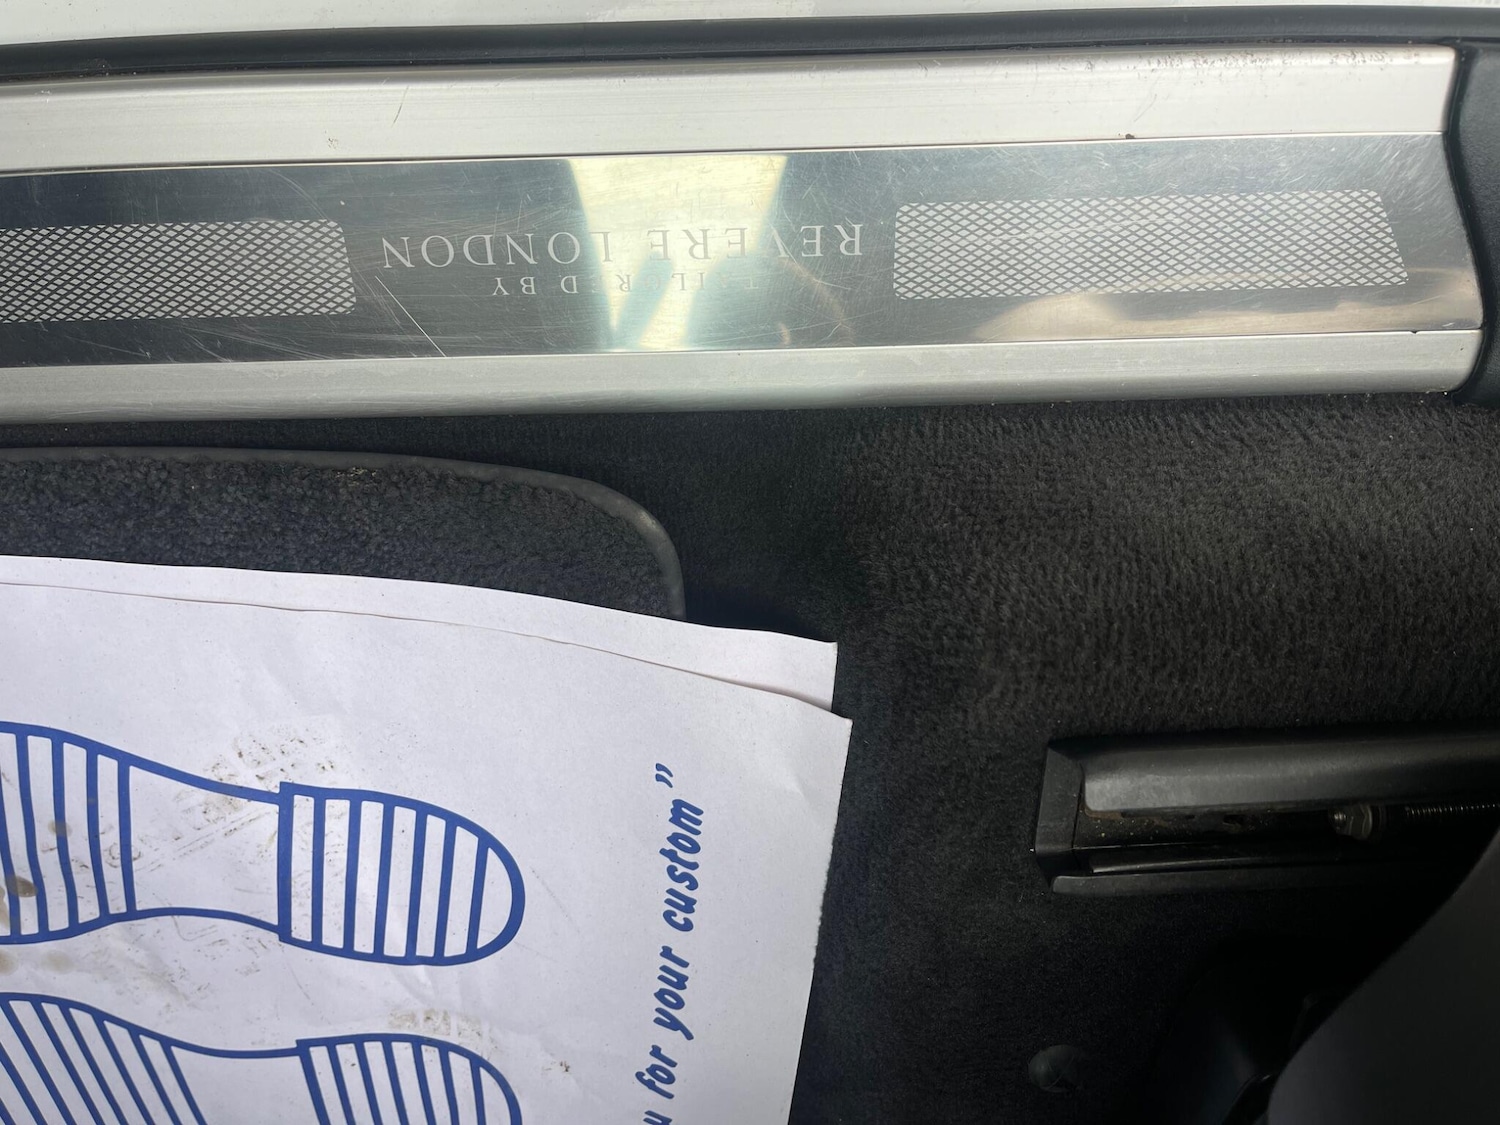 TAILORED BY
REVERE LONDON
u for your custom”